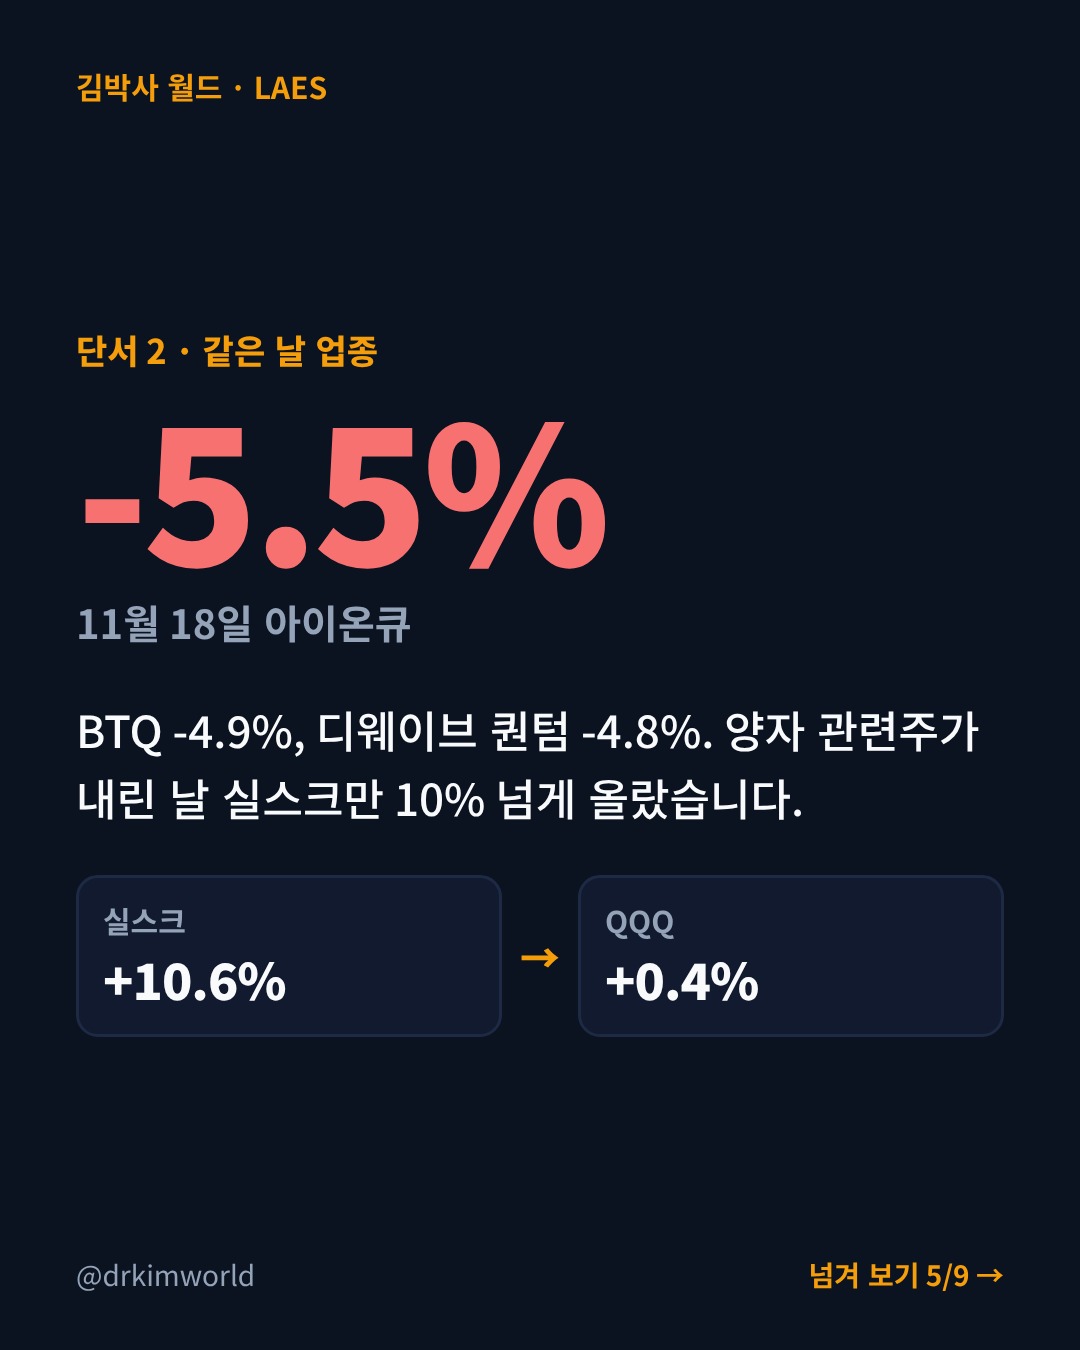 김박사 월드 · LAES
단서 2 · 같은 날 업종
-5.5%
11월 18일 아이온큐
BTQ -4.9%, 디웨이브 퀀텀 -4.8%. 양자 관련주가
내린 날 실스크만 10% 넘게 올랐습니다.
실스크
+10.6%
→
QQQ
+0.4%
@drkimworld
넘겨 보기 5/9 →